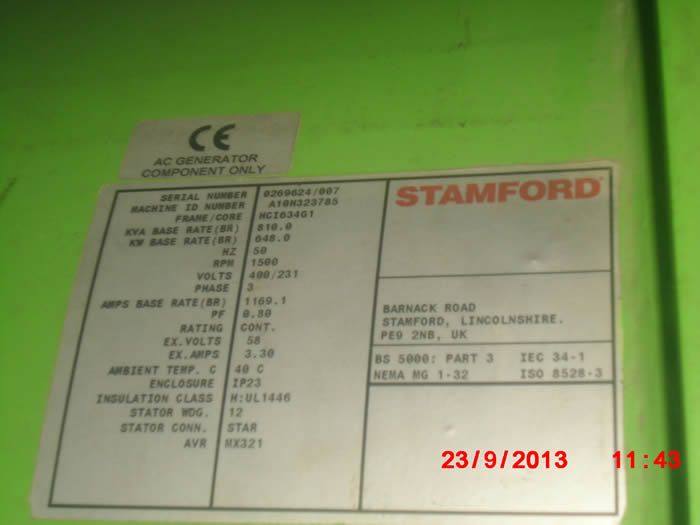 CE
AC GENERATOR
COMPONENT ONLY
STAMFORD
SERIAL NUMBER 0269624/007
MACHINE ID NUMBER A10H323785
FRAME/CORE HCI634G1
KVA BASE RATE(BR) 810.0
KW BASE RATE(BR) 648.0
HZ 50
RPM 1500
VOLTS 400/231
PHASE 3
AMPS BASE RATE(BR) 1169.1
PF 0.80
RATING CONT.
EX.VOLTS 58
EX.AMPS 3.30
AMBIENT TEMP. C 40 C
ENCLOSURE IP23
INSULATION CLASS H:UL1446
STATOR WDG. 12
STATOR CONN. STAR
AVR MX321
BARNACK ROAD
STAMFORD, LINCOLNSHIRE.
PE9 2NB, UK
BS 5000: PART 3 IEC 34-1
NEMA MG 1-32 ISO 8528-3
23/9/2013 11:43